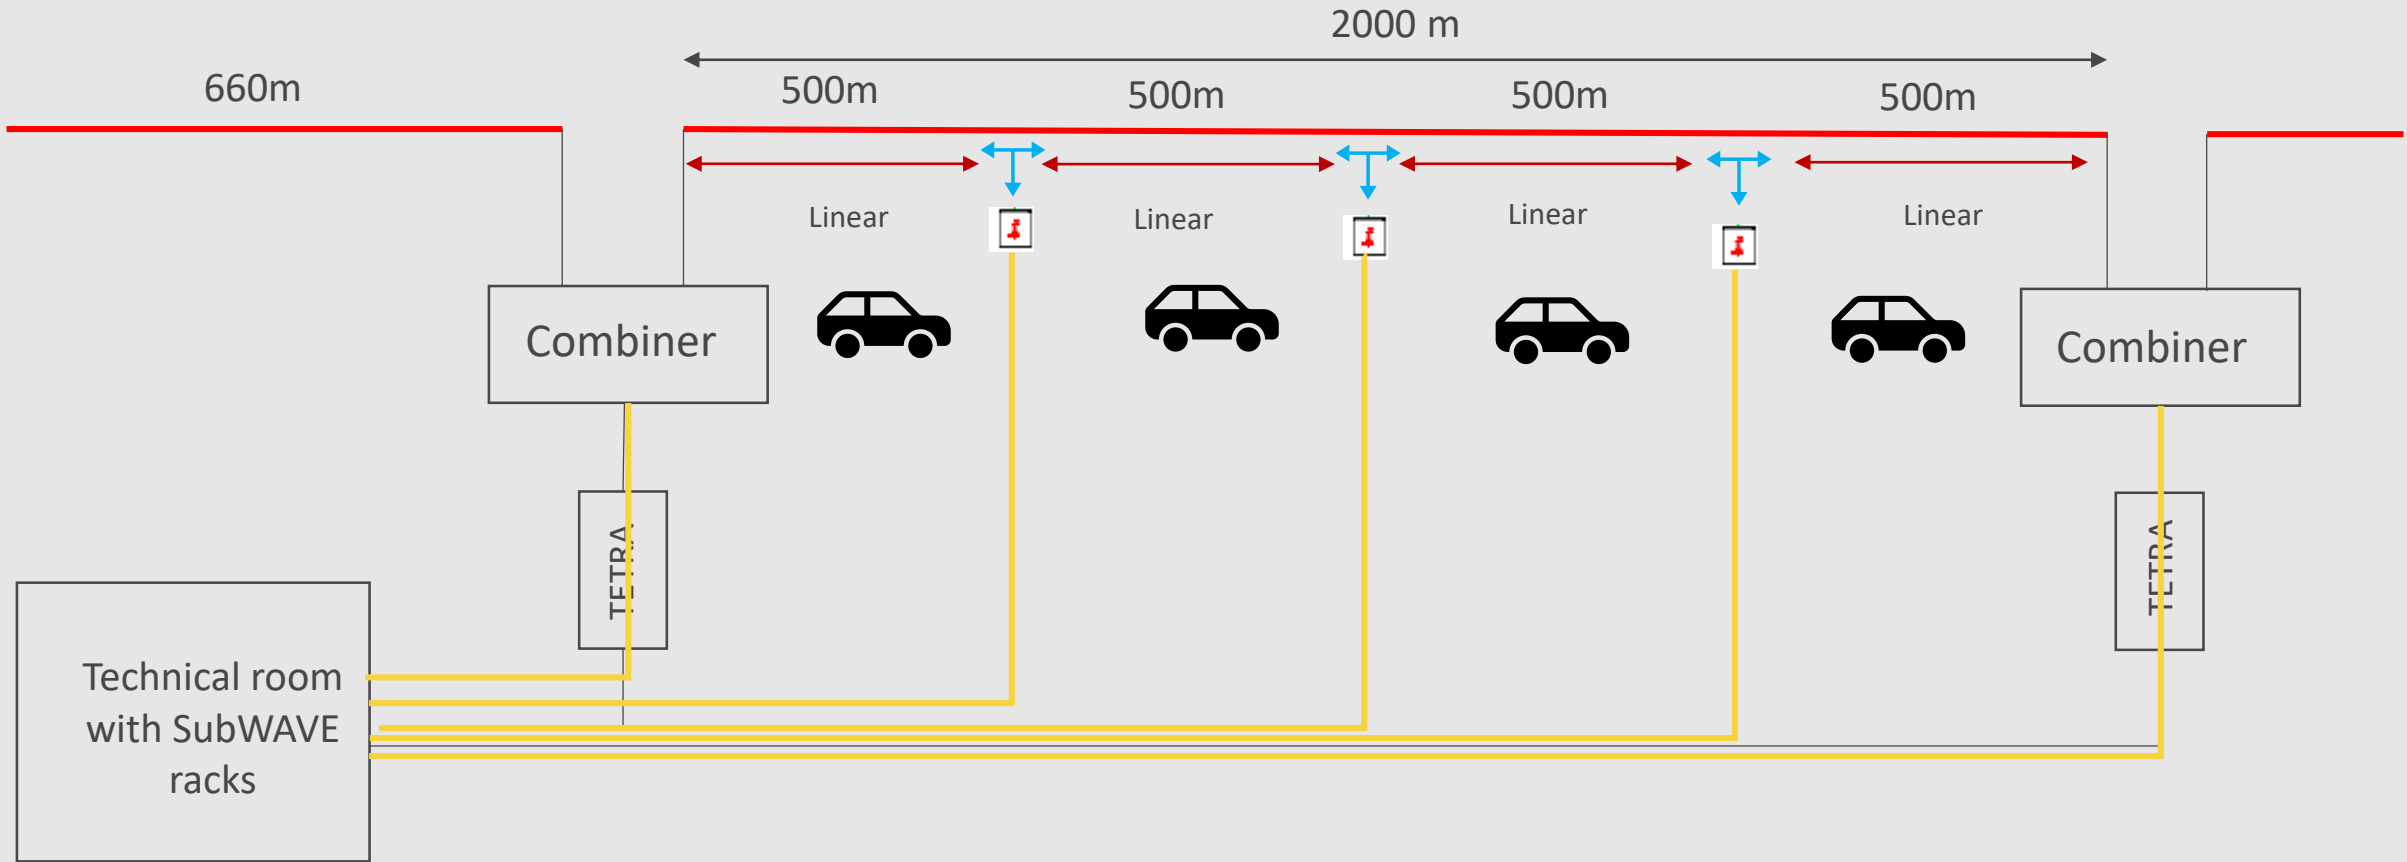 2000 m
660m
500m
500m
500m
500m
Linear
Linear
Linear
Linear
Combiner
Combiner
TETRA
TETRA
Technical room
with SubWAVE
racks